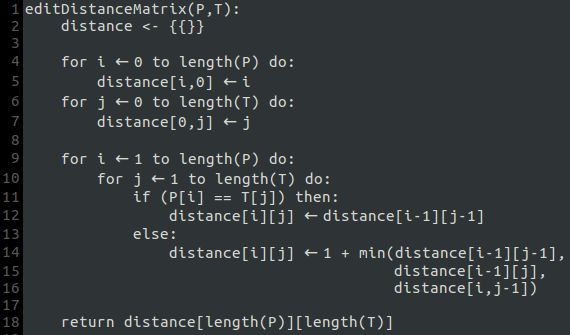 1 editDistanceMatrix(P,T):
2     distance <- {{}}
3
4     for i ← 0 to length(P) do:
5         distance[i,0] ← i
6     for j ← 0 to length(T) do:
7         distance[0,j] ← j
8
9     for i ← 1 to length(P) do:
10         for j ← 1 to length(T) do:
11             if (P[i] == T[j]) then:
12                 distance[i][j] ← distance[i-1][j-1]
13             else:
14                 distance[i][j] ← 1 + min(distance[i-1][j-1],
15                                          distance[i-1][j],
16                                          distance[i,j-1])
17
18     return distance[length(P)][length(T)]